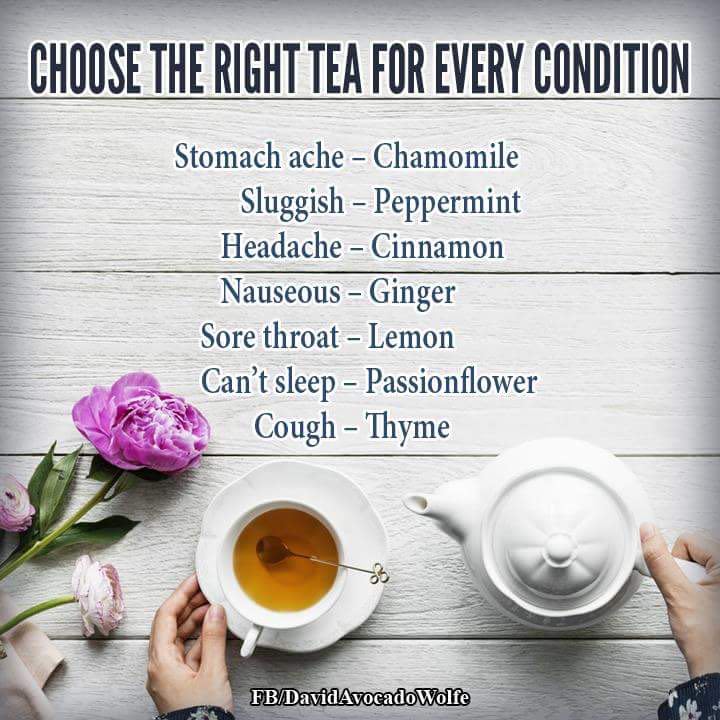 CHOOSE THE RIGHT TEA FOR EVERY CONDITION
Stomach ache – Chamomile
Sluggish – Peppermint
Headache – Cinnamon
Nauseous – Ginger
Sore throat – Lemon
Can't sleep – Passionflower
Cough – Thyme
FB/DavidAvocadoWolfe